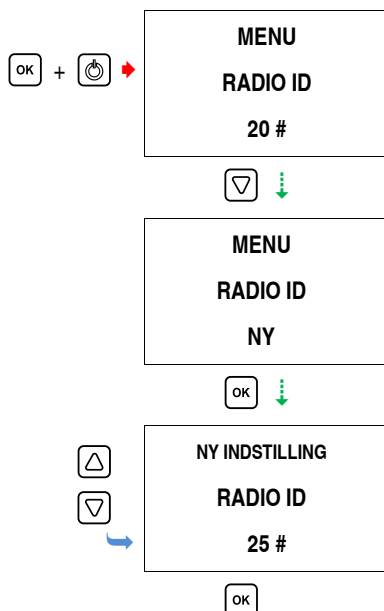 MENU
OK + RADIO ID
20 #
MENU
RADIO ID
NY
OK
NY INDSTILLING
RADIO ID
25 #
OK